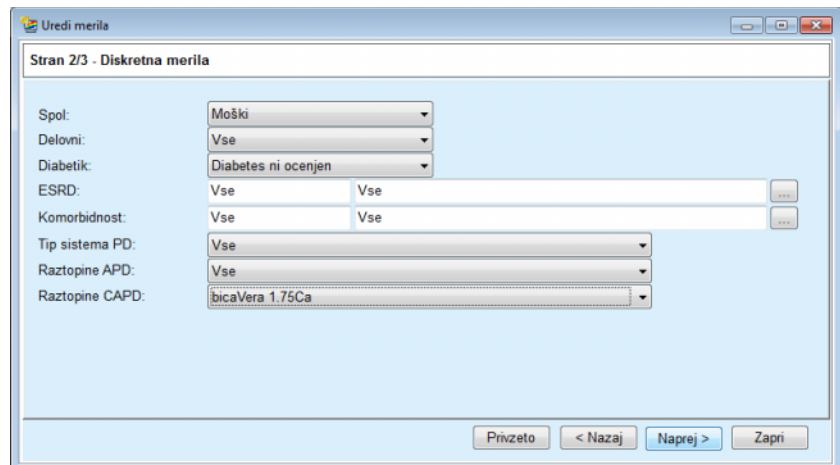 Uredi merila
Stran 2/3 - Diskretna merila
Spol: Moški
Delovni: Vse
Diabetik: Diabetes ni ocenjen
ESRD: Vse Vse ...
Komorbidnost: Vse Vse ...
Tip sistema PD: Vse
Raztopine APD: Vse
Raztopine CAPD: bicaVera 1.75Ca
Privzeto < Nazaj Naprej > Zapri